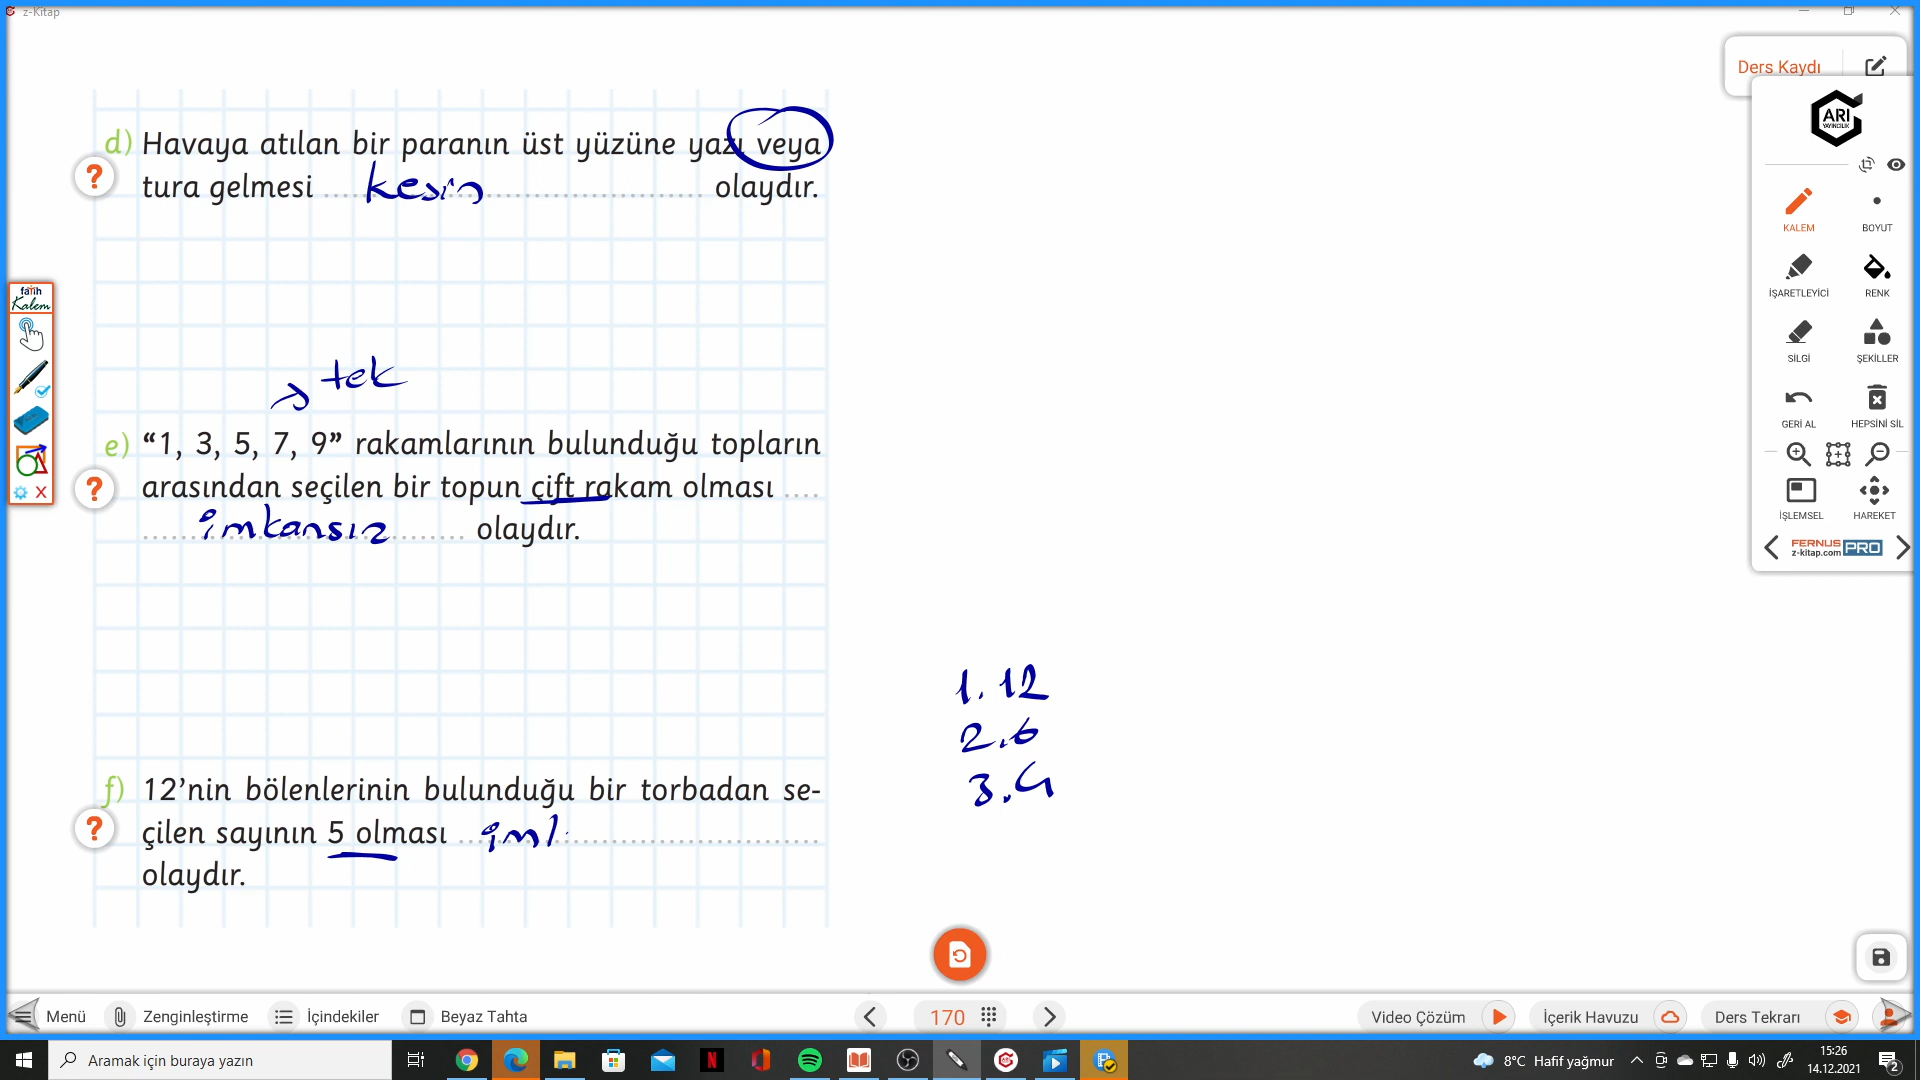 z-Kitap
Ders Kaydı
d) Havaya atılan bir paranın üst yüzüne yazı veya
tura gelmesi kesin olaydır.
tek
e) “1, 3, 5, 7, 9” rakamlarının bulunduğu topların
arasından seçilen bir topun çift rakam olması ....
imkansız olaydır.
1.12
2.6
3.4
f) 12’nin bölenlerinin bulunduğu bir torbadan se-
çilen sayının 5 olması
olaydır.
fatih
Kalem
ARI
YAYINCILIK
KALEM
BOYUT
İŞARETLEYİCİ
RENK
SİLGİ
ŞEKİLLER
GERİ AL
HEPSİNİ SİL
İŞLEMSEL
HAREKET
FERNUS
z-kitap.com PRO
Menü
Zenginleştirme
İçindekiler
Beyaz Tahta
170
Video Çözüm
İçerik Havuzu
Ders Tekrarı
Aramak için buraya yazın
8°C Hafif yağmur
15:26
14.12.2021
2